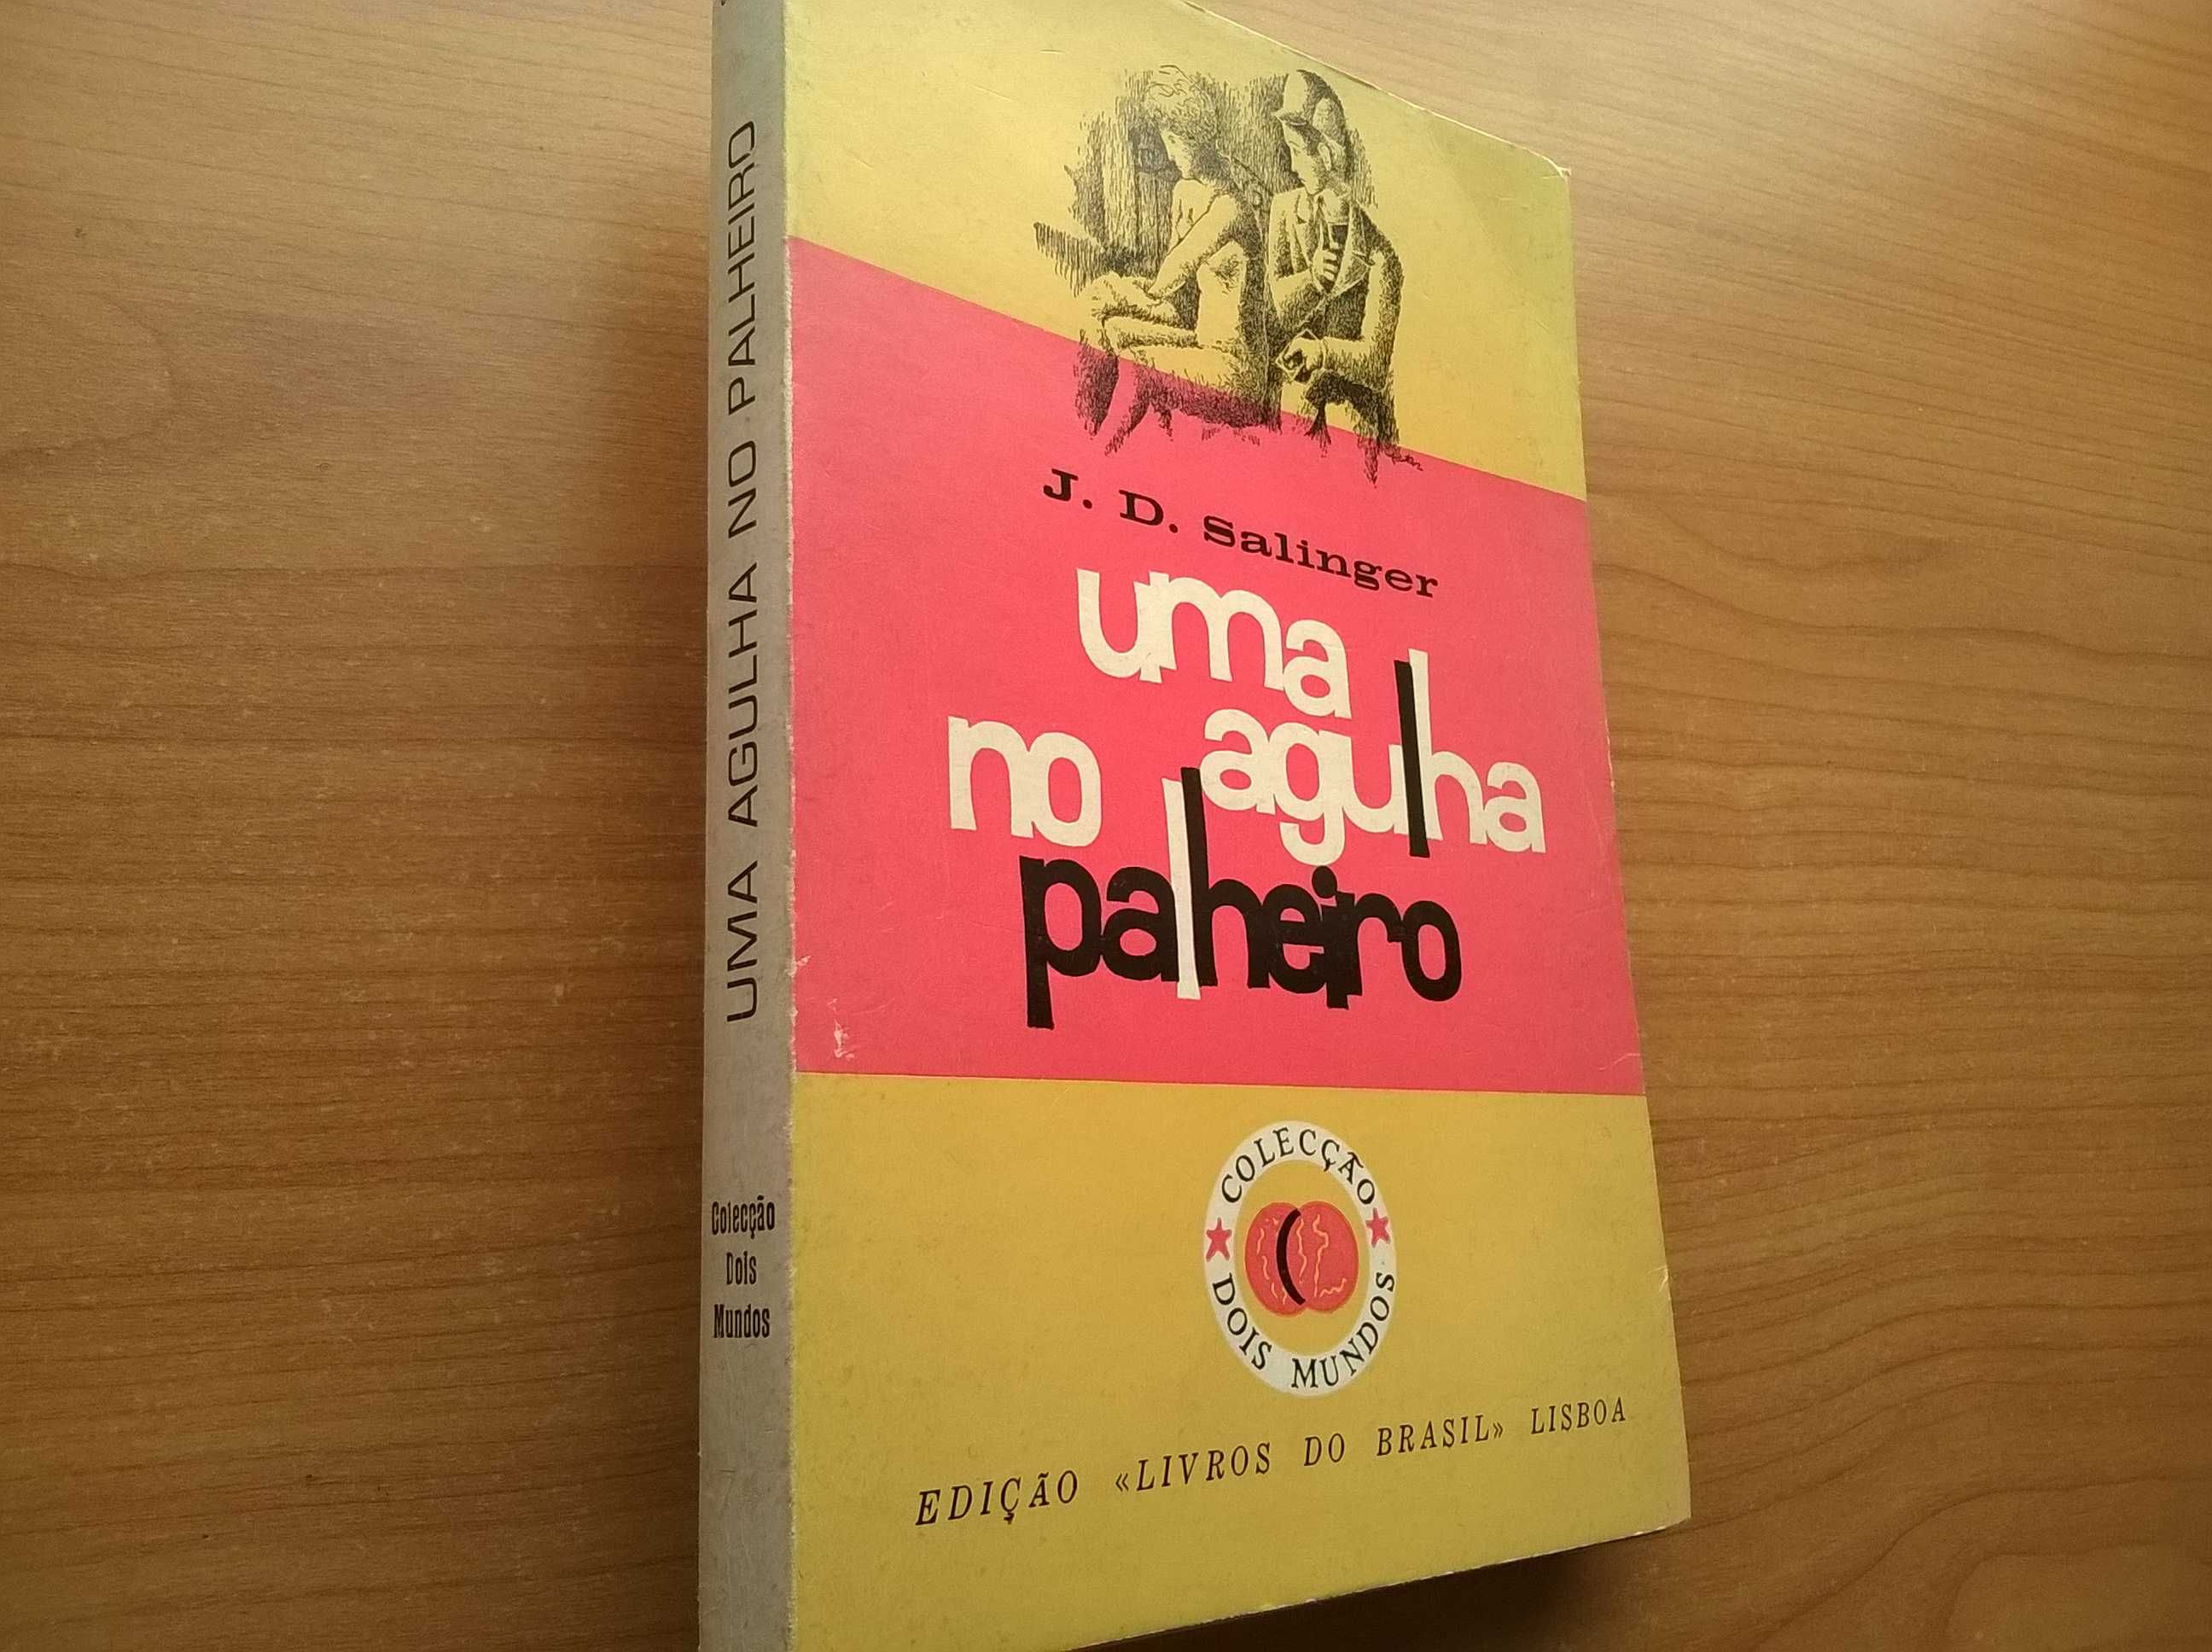 UMA AGULHA NO PALHEIRO
Colecção
Dois
Mundos
J. D. Salinger
uma
agulha
no
palheiro
COLECÇÃO
DOIS MUNDOS
EDIÇÃO «LIVROS DO BRASIL» LISBOA